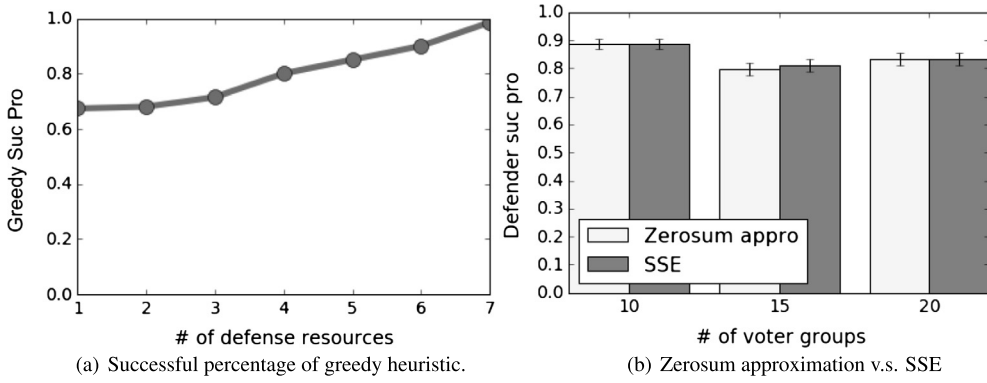 1.0
0.8
0.6
0.4
0.2
0.0
Greedy Suc Pro
1 2 3 4 5 6 7
# of defense resources
(a) Successful percentage of greedy heuristic.
1.0
0.9
0.8
0.7
0.6
0.5
0.4
0.3
0.2
0.1
0.0
Defender suc pro
Zerosum appro
SSE
10 15 20
# of voter groups
(b) Zerosum approximation v.s. SSE